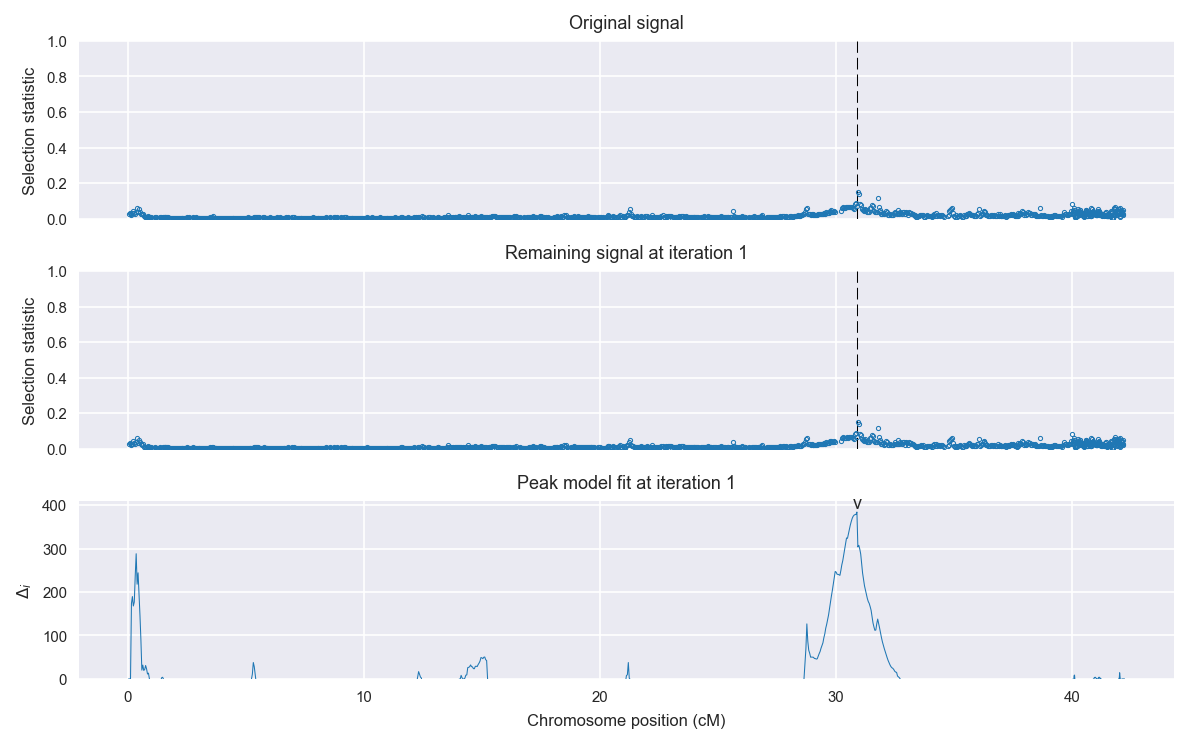 Original signal
1.0
0.8
0.6
0.4
0.2
0.0
Selection statistic
Remaining signal at iteration 1
1.0
0.8
0.6
0.4
0.2
0.0
Selection statistic
Peak model fit at iteration 1
v
400
300
200
100
0
Δi
0 10 20 30 40
Chromosome position (cM)